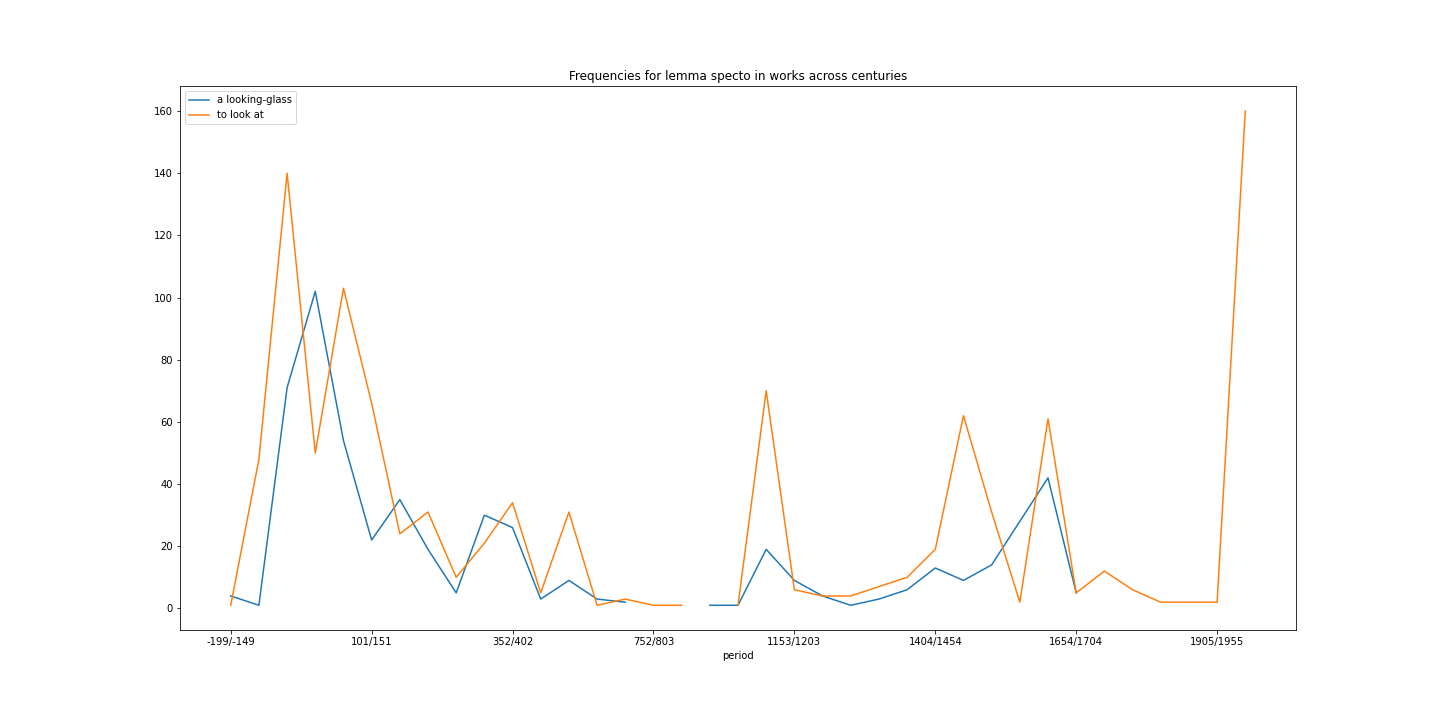 Frequencies for lemma specto in works across centuries
a looking-glass
to look at
160
140
120
100
80
60
40
20
0
-199/-149 101/151 352/402 752/803 1153/1203 1404/1454 1654/1704 1905/1955
period